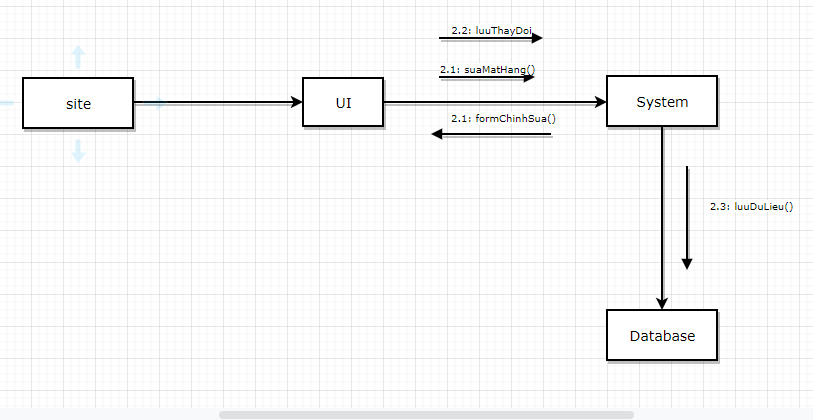 2.2: luuThayDoi
2.1: suaMatHang()
site
UI
System
2.1: formChinhSua()
2.3: luuDuLieu()
Database